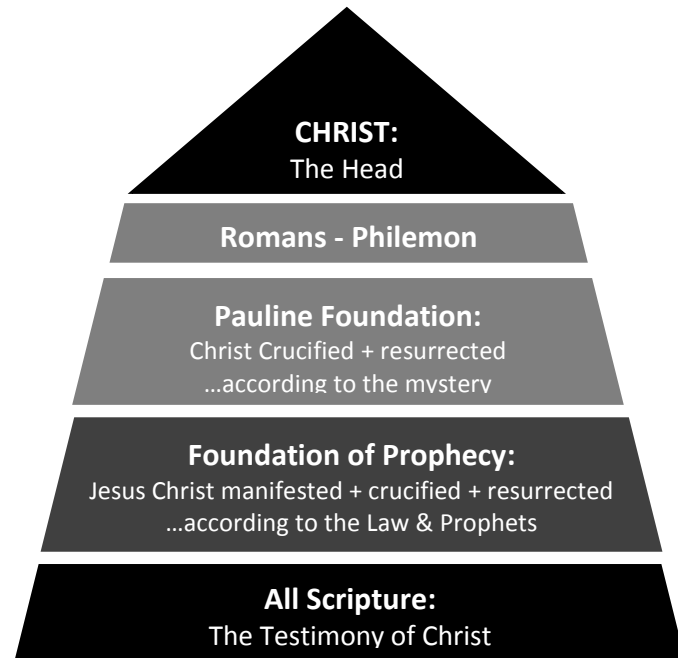 CHRIST:
The Head
Romans - Philemon
Pauline Foundation:
Christ Crucified + resurrected
...according to the mystery
Foundation of Prophecy:
Jesus Christ manifested + crucified + resurrected
...according to the Law & Prophets
All Scripture:
The Testimony of Christ